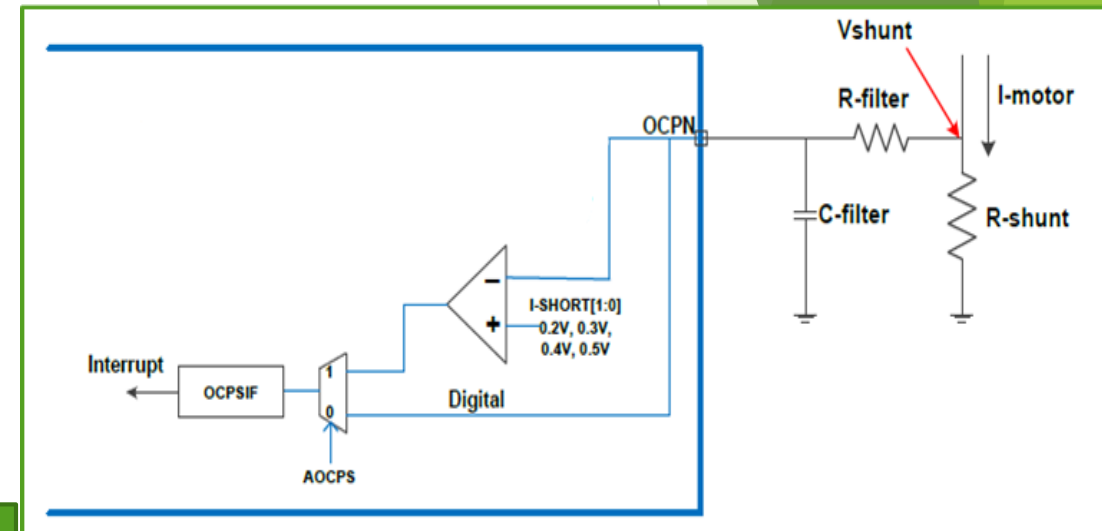 Vshunt
R-filter
I-motor
OCPN
C-filter
R-shunt
−
I-SHORT[1:0]
+
0.2V, 0.3V,
0.4V, 0.5V
Interrupt
OCPSIF
1
0
Digital
AOCPS